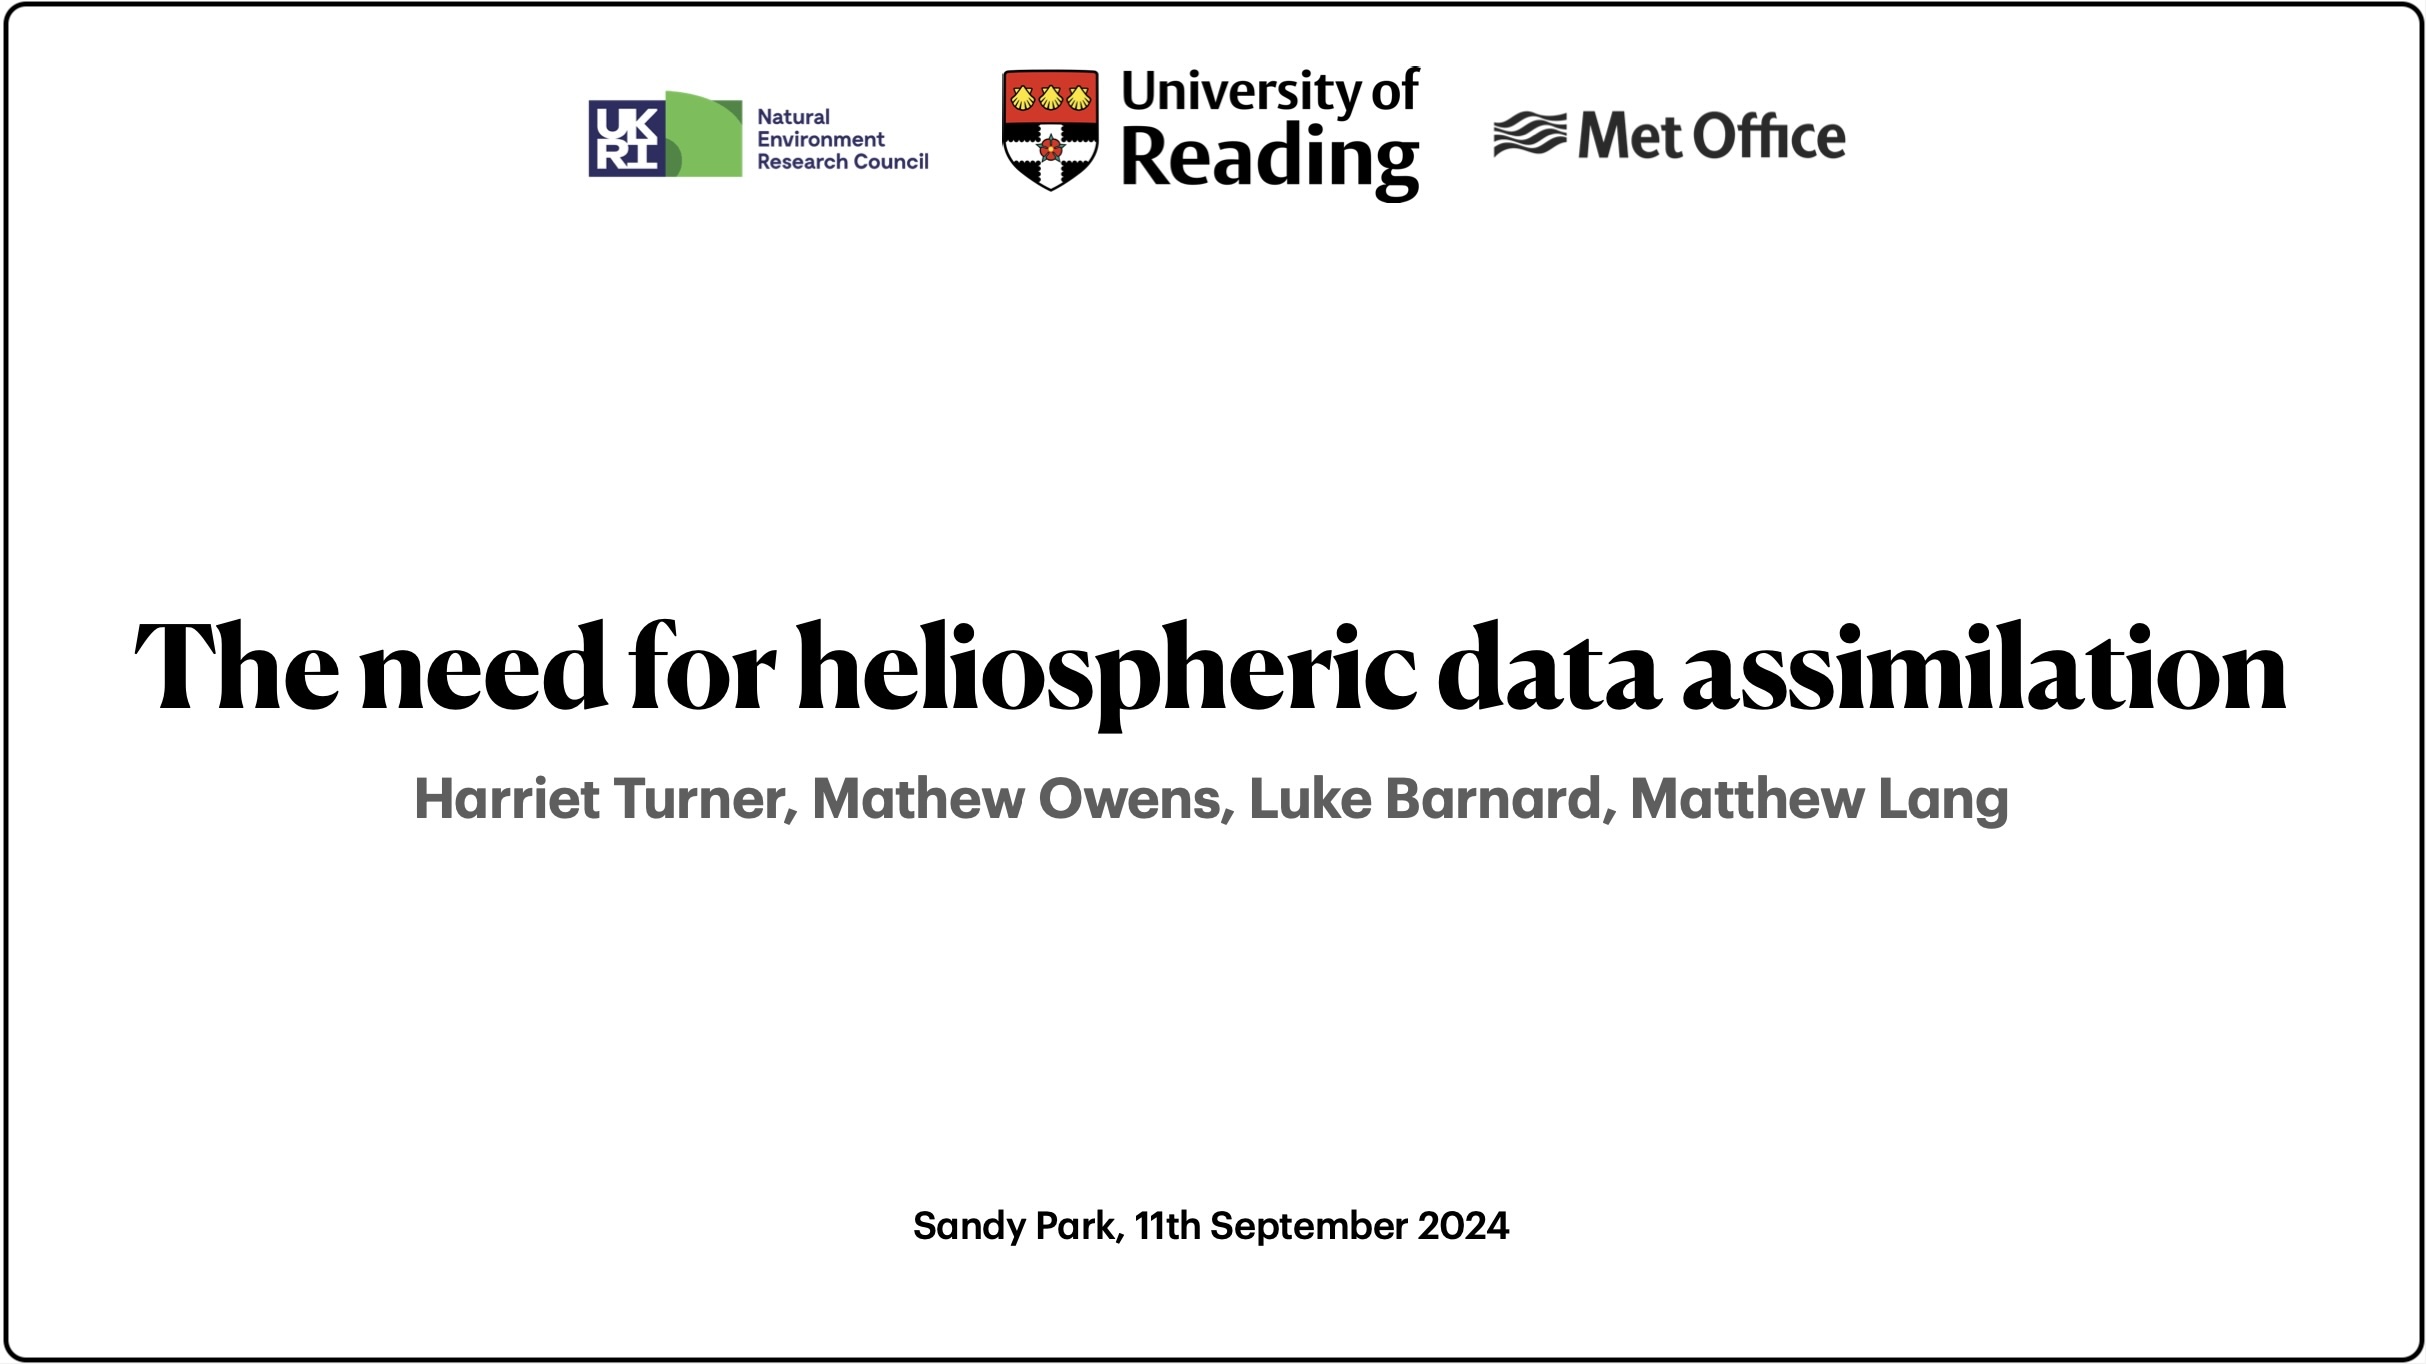 UK
RI
Natural
Environment
Research Council
University of
Reading
Met Office
The need for heliospheric data assimilation
Harriet Turner, Mathew Owens, Luke Barnard, Matthew Lang
Sandy Park, 11th September 2024